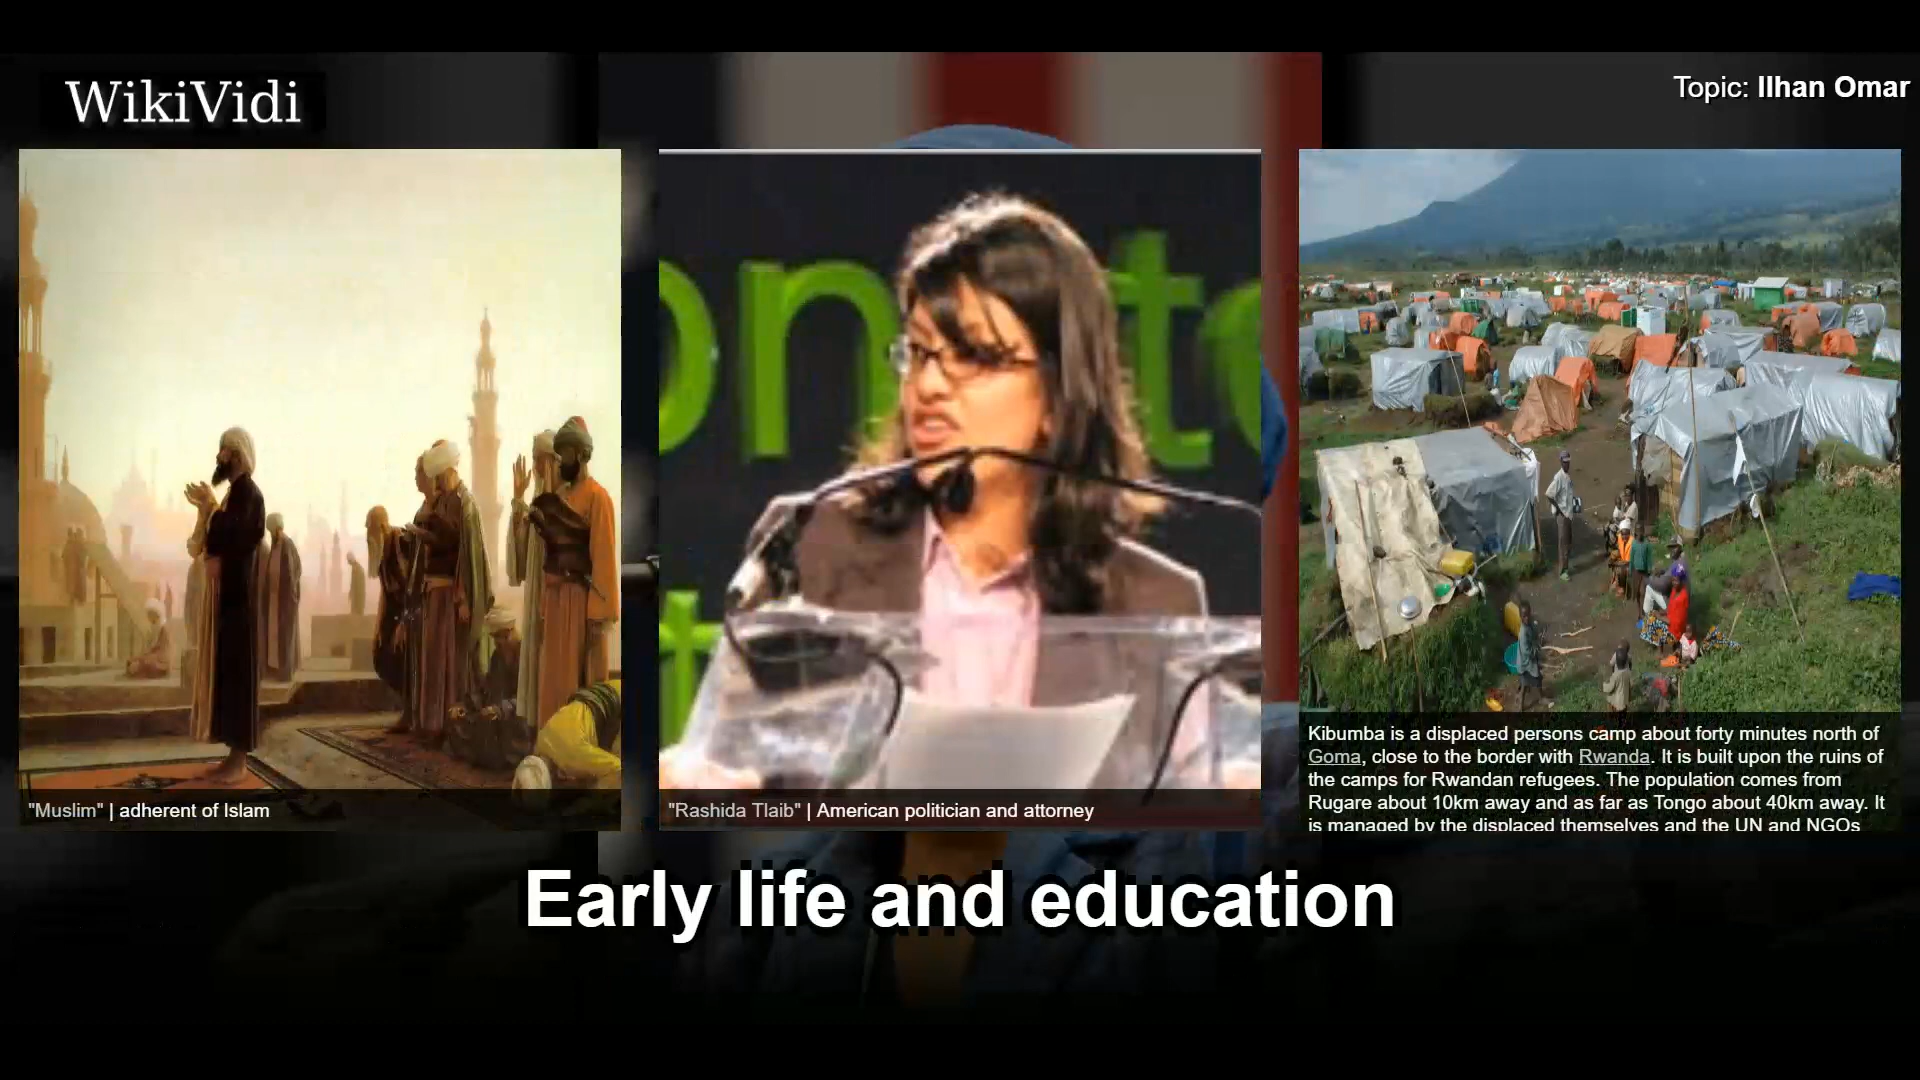 WikiVidi
Topic: Ilhan Omar
on te
t
"Muslim" | adherent of Islam
"Rashida Tlaib" | American politician and attorney
Kibumba is a displaced persons camp about forty minutes north of
Goma, close to the border with Rwanda. It is built upon the ruins of
the camps for Rwandan refugees. The population comes from
Rugare about 10km away and as far as Tongo about 40km away. It
is managed by the displaced themselves and the UN and NGOs
Early life and education